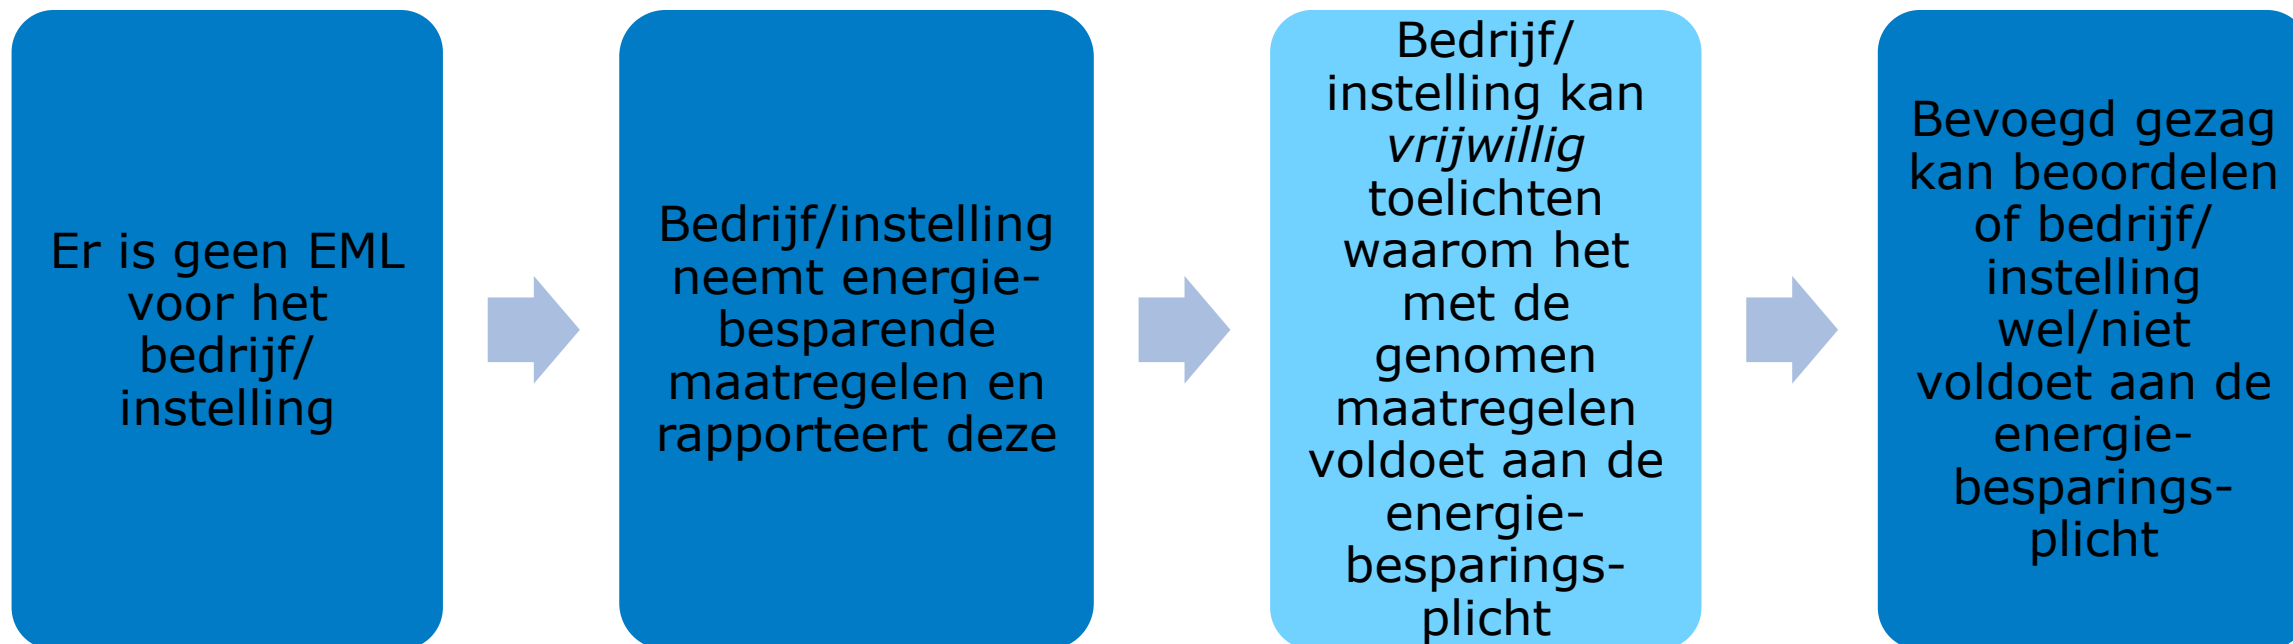 Er is geen EML
voor het
bedrijf/
instelling
Bedrijf/instelling
neemt energie-
besparende
maatregelen en
rapporteert deze
Bedrijf/
instelling kan
vrijwillig
toelichten
waarom het
met de
genomen
maatregelen
voldoet aan de
energie-
besparings-
plicht
Bevoegd gezag
kan beoordelen
of bedrijf/
instelling
wel/niet
voldoet aan de
energie-
besparings-
plicht